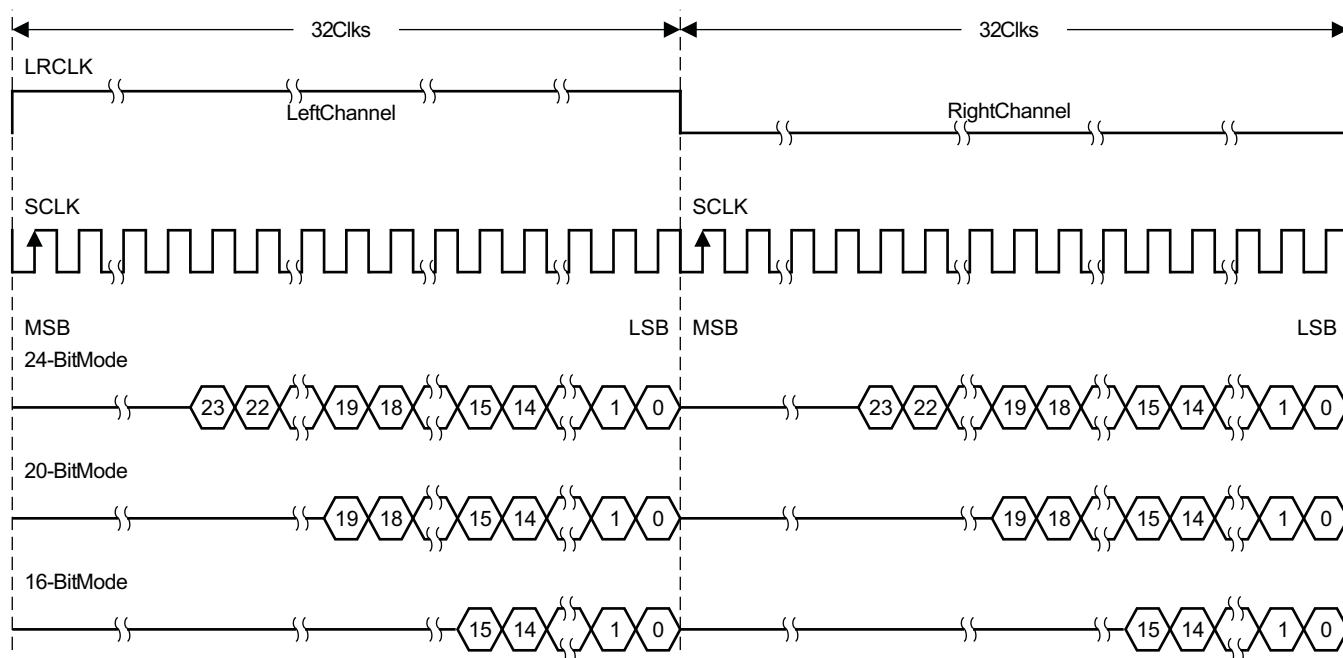 32Clks 32Clks
LRCLK
LeftChannel RightChannel
SCLK SCLK
MSB LSB MSB LSB
24-BitMode
23 22 19 18 15 14 1 0 23 22 19 18 15 14 1 0
20-BitMode
19 18 15 14 1 0 19 18 15 14 1 0
16-BitMode
15 14 1 0 15 14 1 0